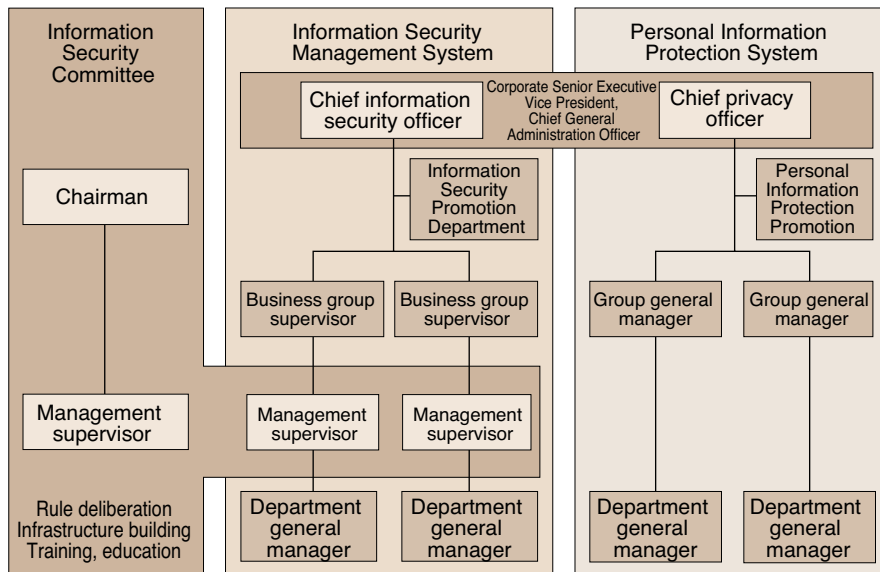 Information
Security
Committee
Chairman
Management
supervisor
Rule deliberation
Infrastructure building
Training, education
Information Security
Management System
Chief information
security officer
Corporate Senior Executive
Vice President,
Chief General
Administration Officer
Information
Security
Promotion
Department
Business group
supervisor
Business group
supervisor
Management
supervisor
Management
supervisor
Department
general
manager
Department
general
manager
Personal Information
Protection System
Chief privacy
officer
Personal
Information
Protection
Promotion
Group general
manager
Group general
manager
Department
general
manager
Department
general
manager